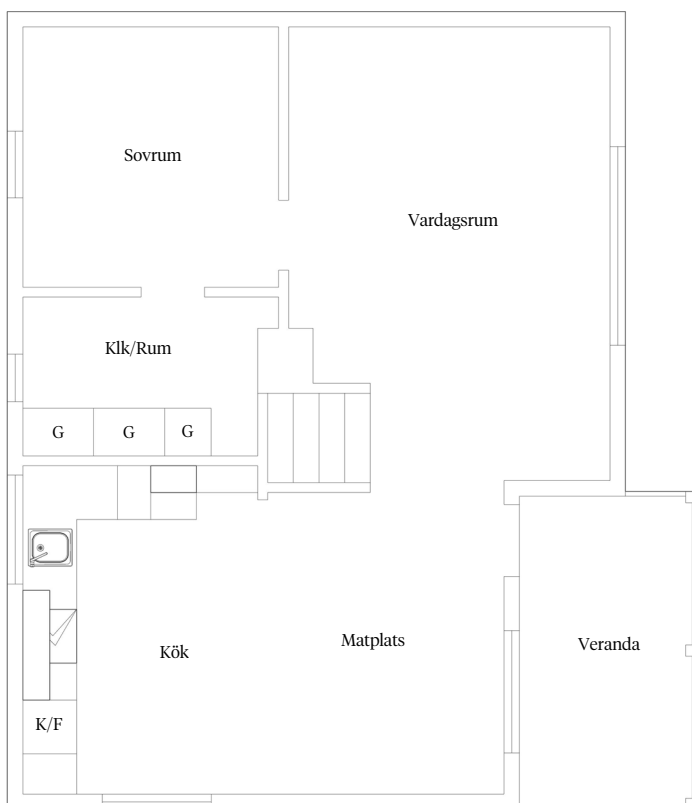 Sovrum
Vardagsrum
Klk/Rum
G G G
Kök
Matplats
Veranda
K/F